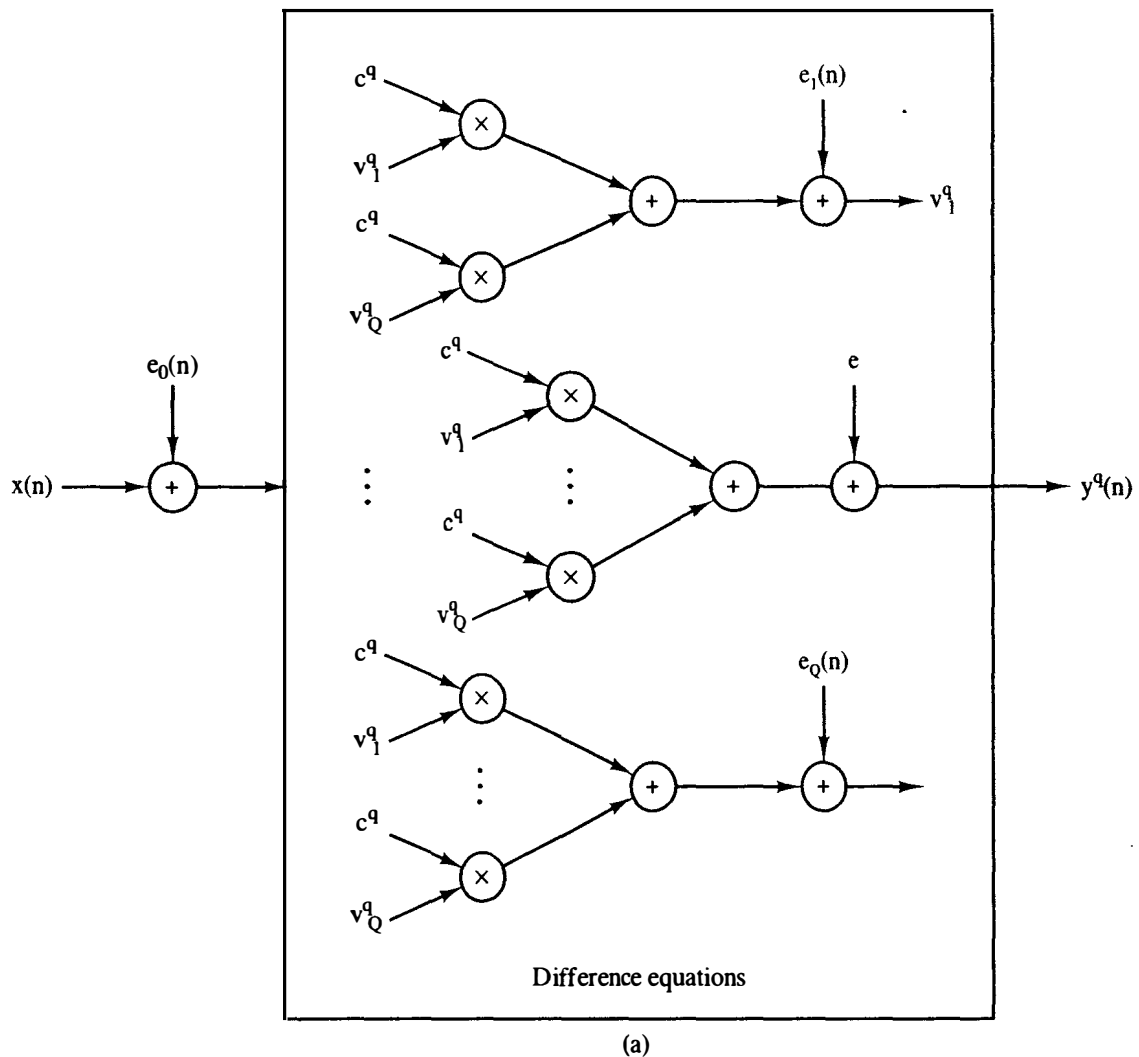 c^q
e_1(n)
×
v^q_1
+
+
v^q_1
c^q
×
v^q_Q
c^q
e_0(n)
e
×
v^q_1
x(n)
+
+
+
y^q(n)
c^q
×
v^q_Q
c^q
e_Q(n)
×
v^q_1
+
+
c^q
×
v^q_Q
Difference equations
(a)